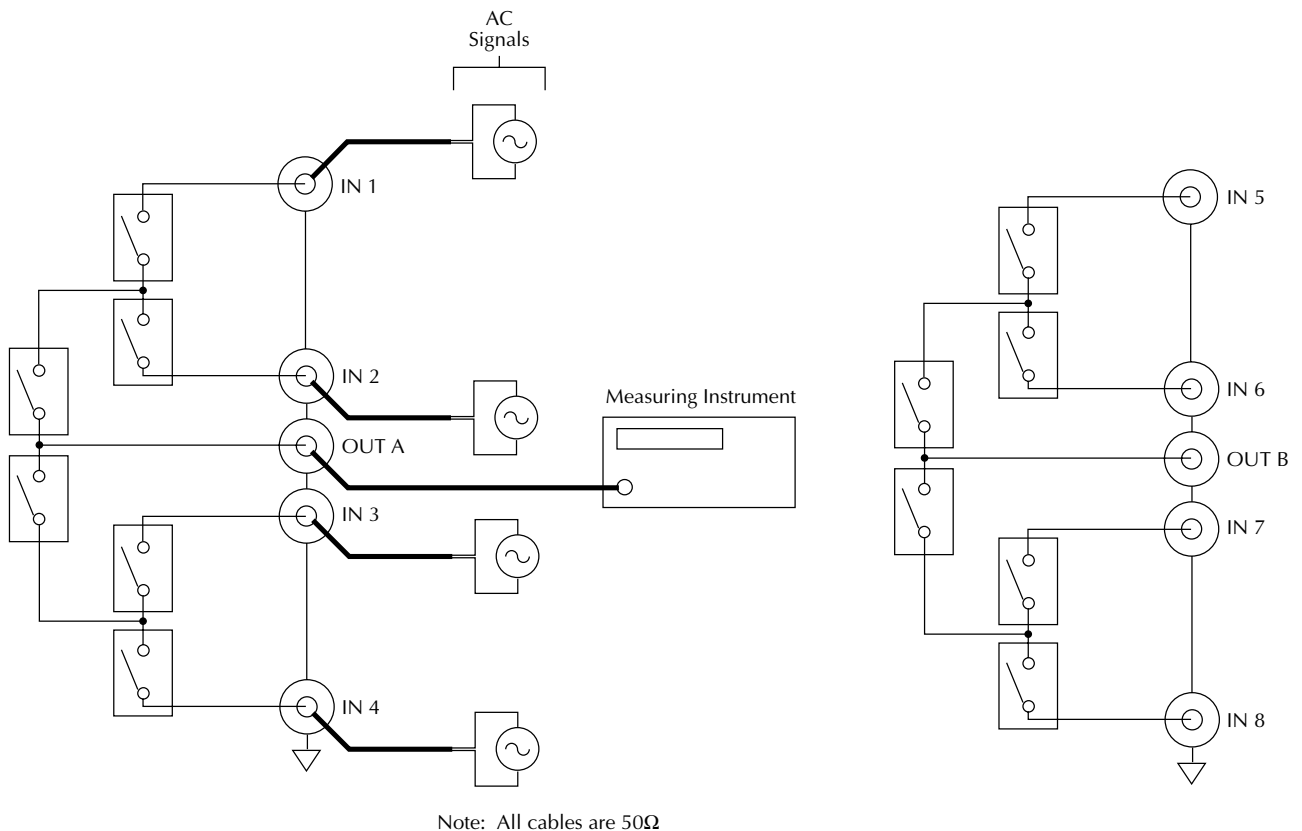 AC
Signals
IN 1
IN 2
OUT A
IN 3
IN 4
Measuring Instrument
IN 5
IN 6
OUT B
IN 7
IN 8
Note: All cables are 50Ω